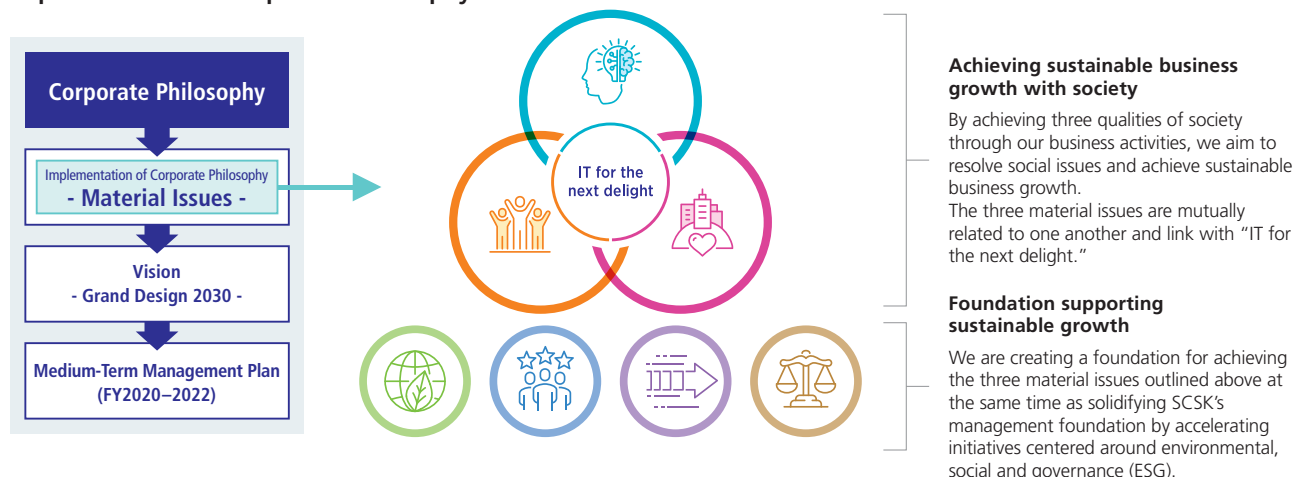 Corporate Philosophy
Implementation of Corporate Philosophy
- Material Issues -
Vision
- Grand Design 2030 -
Medium-Term Management Plan
(FY2020–2022)
IT for the
next delight
Achieving sustainable business
growth with society
By achieving three qualities of society
through our business activities, we aim to
resolve social issues and achieve sustainable
business growth.
The three material issues are mutually
related to one another and link with “IT for
the next delight.”
Foundation supporting
sustainable growth
We are creating a foundation for achieving
the three material issues outlined above at
the same time as solidifying SCSK’s
management foundation by accelerating
initiatives centered around environmental,
social and governance (ESG).